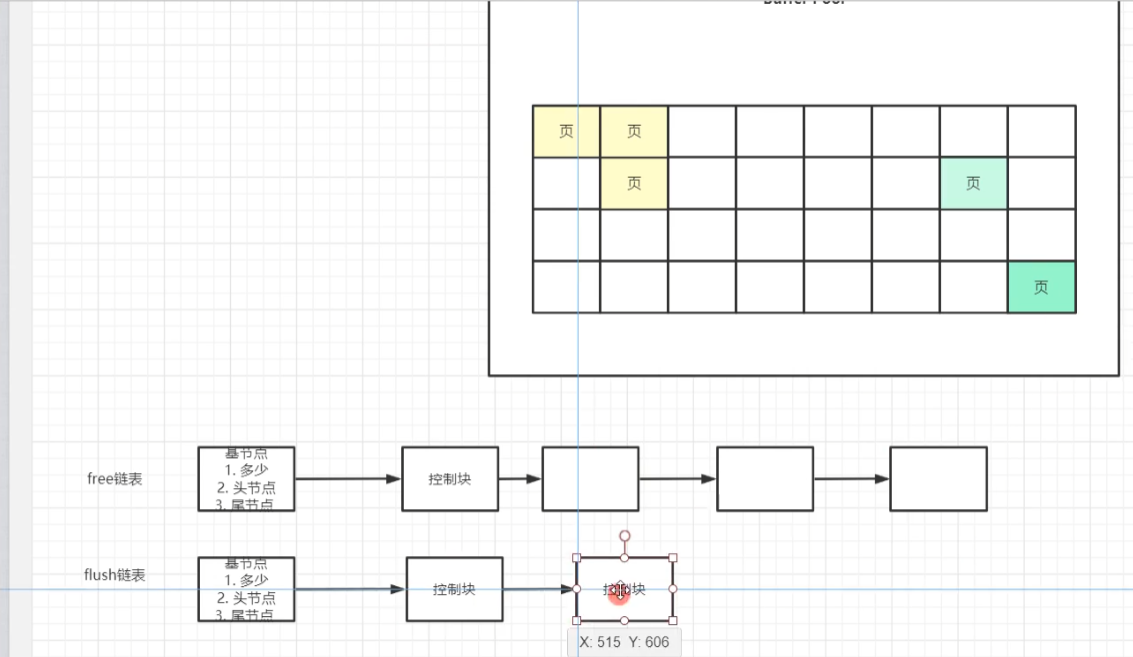 Buffer Pool
页 页
页 页
页
free链表
基节点
1. 多少
2. 头节点
3. 尾节点
控制块
flush链表
基节点
1. 多少
2. 头节点
3. 尾节点
控制块
控制块
X: 515 Y: 606